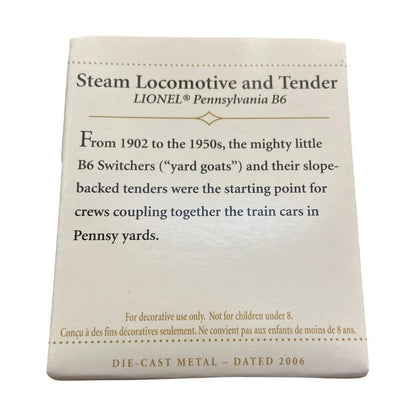 Steam Locomotive and Tender
LIONEL® Pennsylvania B6
From 1902 to the 1950s, the mighty little
B6 Switchers (“yard goats”) and their slope-
backed tenders were the starting point for
crews coupling together the train cars in
Pennsy yards.
For decorative use only. Not for children under 8.
Conçu à des fins décoratives seulement. Ne convient pas aux enfants de moins de 8 ans.
DIE-CAST METAL – DATED 2006